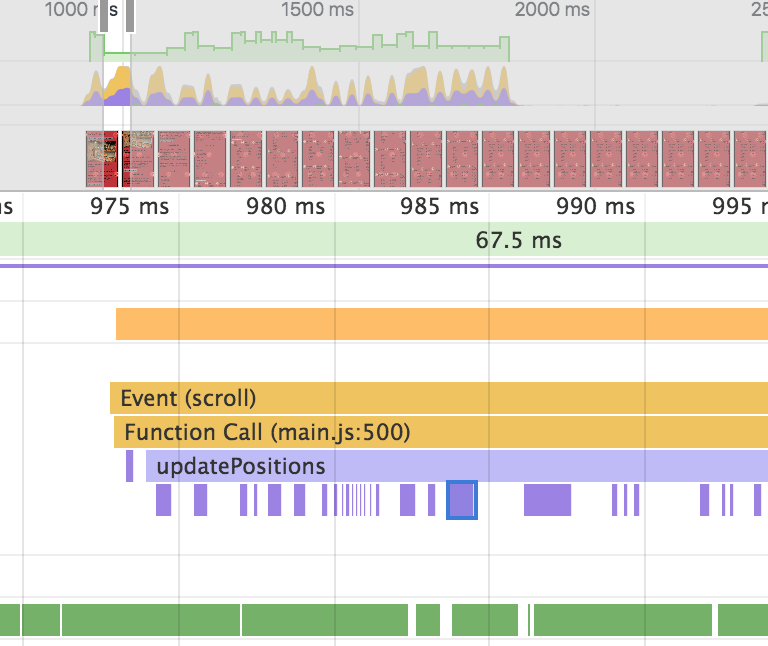 1000 ms 1500 ms 2000 ms
975 ms 980 ms 985 ms 990 ms 995 m
67.5 ms
Event (scroll)
Function Call (main.js:500)
updatePositions